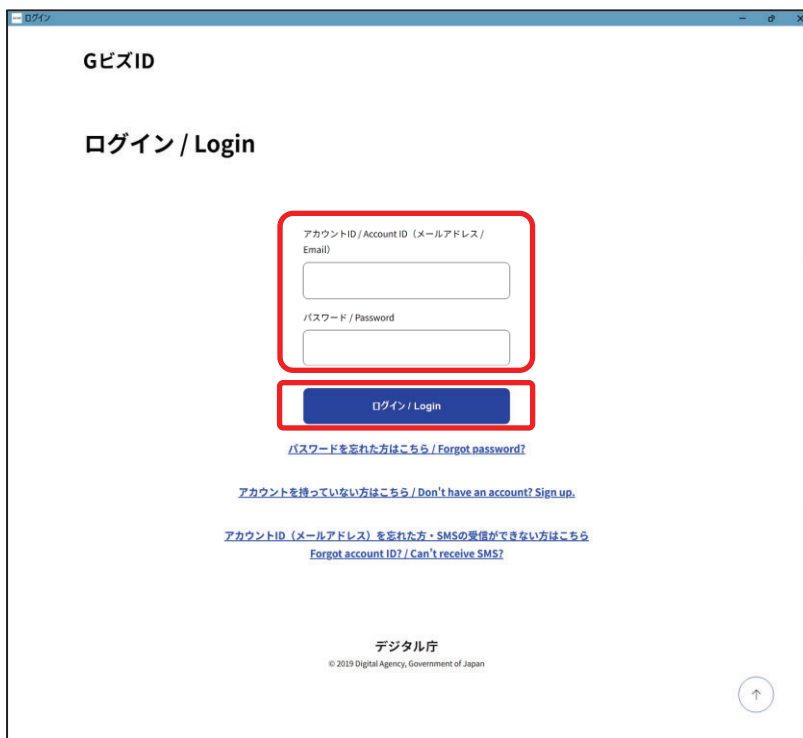 ログイン
GビズID
ログイン / Login
アカウントID / Account ID（メールアドレス /
Email）
パスワード / Password
ログイン / Login
パスワードを忘れた方はこちら / Forgot password?
アカウントを持っていない方はこちら / Don't have an account? Sign up.
アカウントID（メールアドレス）を忘れた方・SMSの受信ができない方はこちら
Forgot account ID? / Can't receive SMS?
デジタル庁
© 2019 Digital Agency, Government of Japan